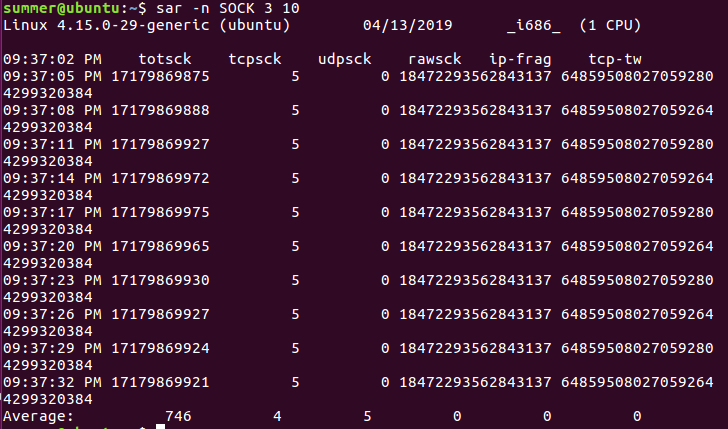 summer@ubuntu:~$ sar -n SOCK 3 10
Linux 4.15.0-29-generic (ubuntu) 04/13/2019 _i686_ (1 CPU)
09:37:02 PM totsck tcpsck udpsck rawsck ip-frag tcp-tw
09:37:05 PM 17179869875 5 0 18472293562843137 64859508027059280
4299320384
09:37:08 PM 17179869888 5 0 18472293562843137 64859508027059264
4299320384
09:37:11 PM 17179869927 5 0 18472293562843137 64859508027059280
4299320384
09:37:14 PM 17179869972 5 0 18472293562843137 64859508027059264
4299320384
09:37:17 PM 17179869975 5 0 18472293562843137 64859508027059280
4299320384
09:37:20 PM 17179869965 5 0 18472293562843137 64859508027059264
4299320384
09:37:23 PM 17179869930 5 0 18472293562843137 64859508027059280
4299320384
09:37:26 PM 17179869927 5 0 18472293562843137 64859508027059264
4299320384
09:37:29 PM 17179869924 5 0 18472293562843137 64859508027059280
4299320384
09:37:32 PM 17179869921 5 0 18472293562843137 64859508027059264
4299320384
Average: 746 4 5 0 0 0